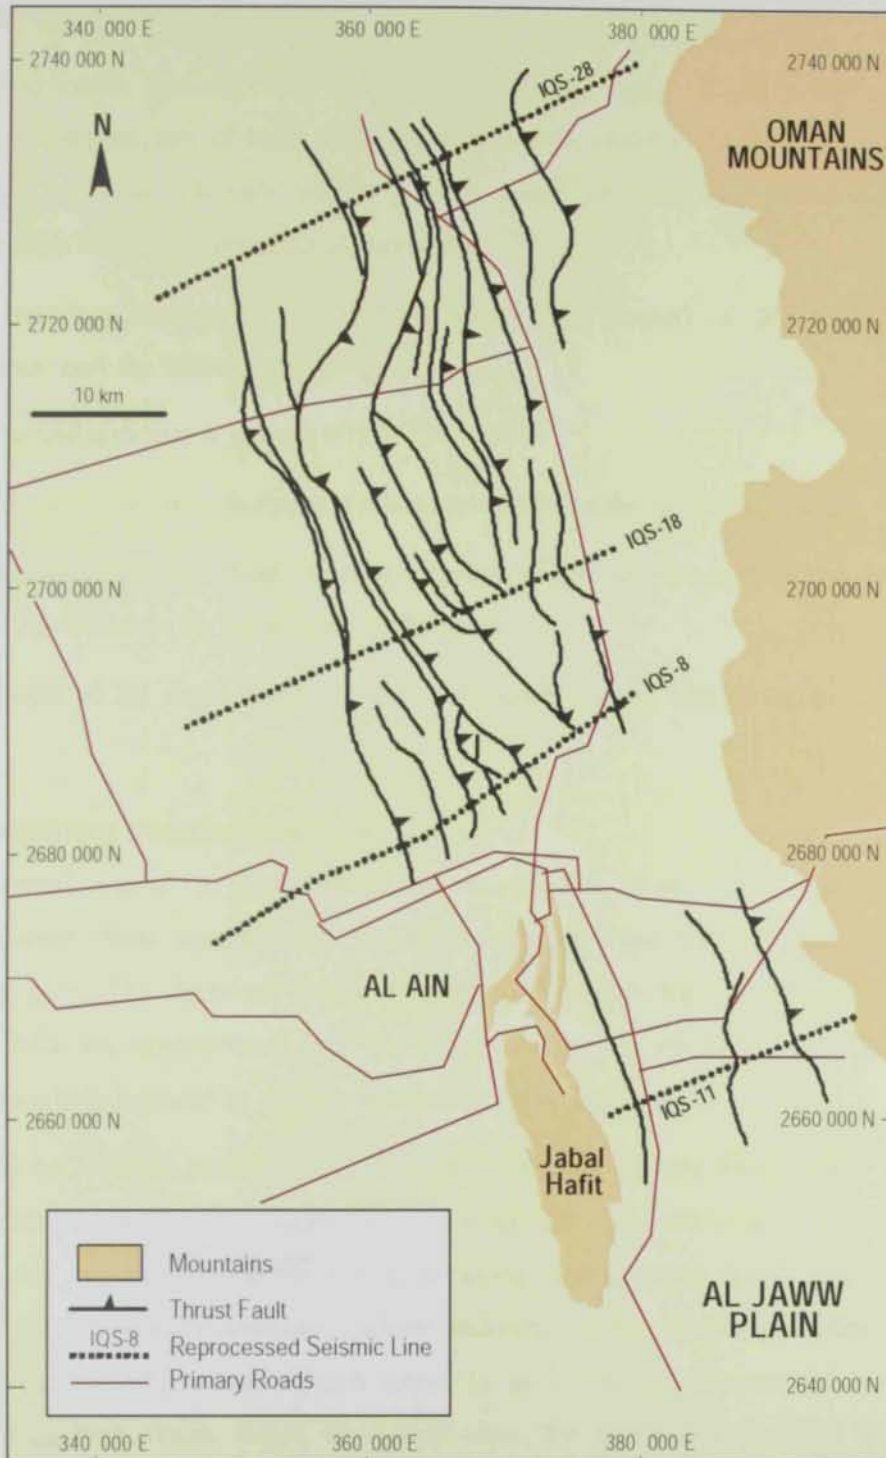 340 000 E
360 000 E
380 000 E
2740 000 N
2740 000 N
IQS-28
N
OMAN
MOUNTAINS
2720 000 N
2720 000 N
10 km
IQS-18
2700 000 N
2700 000 N
IQS-8
2680 000 N
2680 000 N
AL AIN
IQS-11
2660 000 N
2660 000 N
Jabal
Hafit
Mountains
Thrust Fault
IQS-8
Reprocessed Seismic Line
Primary Roads
AL JAWW
PLAIN
2640 000 N
340 000 E
360 000 E
380 000 E